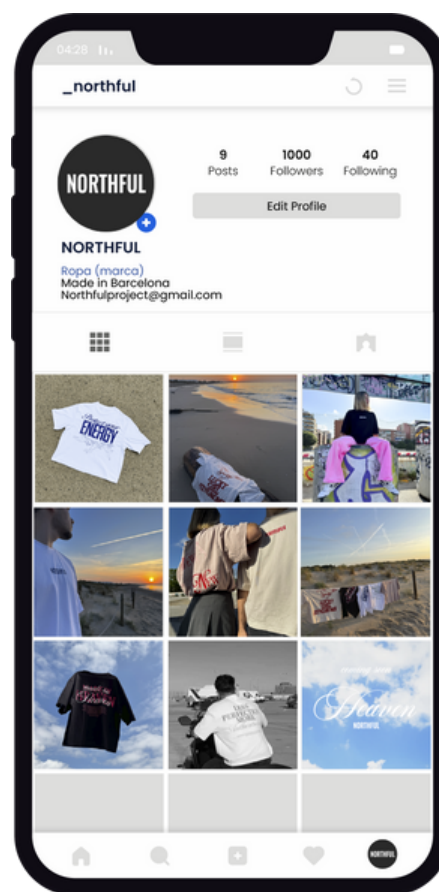 04:28
_northful
NORTHFUL
9
Posts
1000
Followers
40
Following
Edit Profile
NORTHFUL
Ropa (marca)
Made in Barcelona
Northfulproject@gmail.com
ENERGY
Heaven
Heaven
NORTHFUL
NORTHFUL